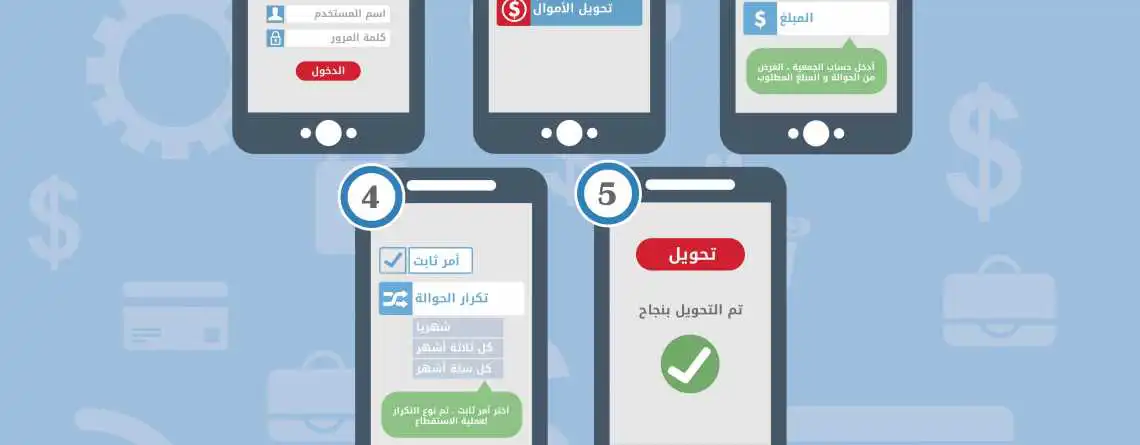 اسم المستخدم
كلمة المرور
الدخول
تحويل الأموال
$
$
المبلغ
أدخل حساب الجمعية ، الغرض
من الحوالة و المبلغ المطلوب
4
أمر ثابت
تكرار الحوالة
شهريا
كل ثلاثة أشهر
كل ستة أشهر
اختر أمر ثابت ، ثم نوع التكرار
لعملية الاستقطاع
5
تحويل
تم التحويل بنجاح